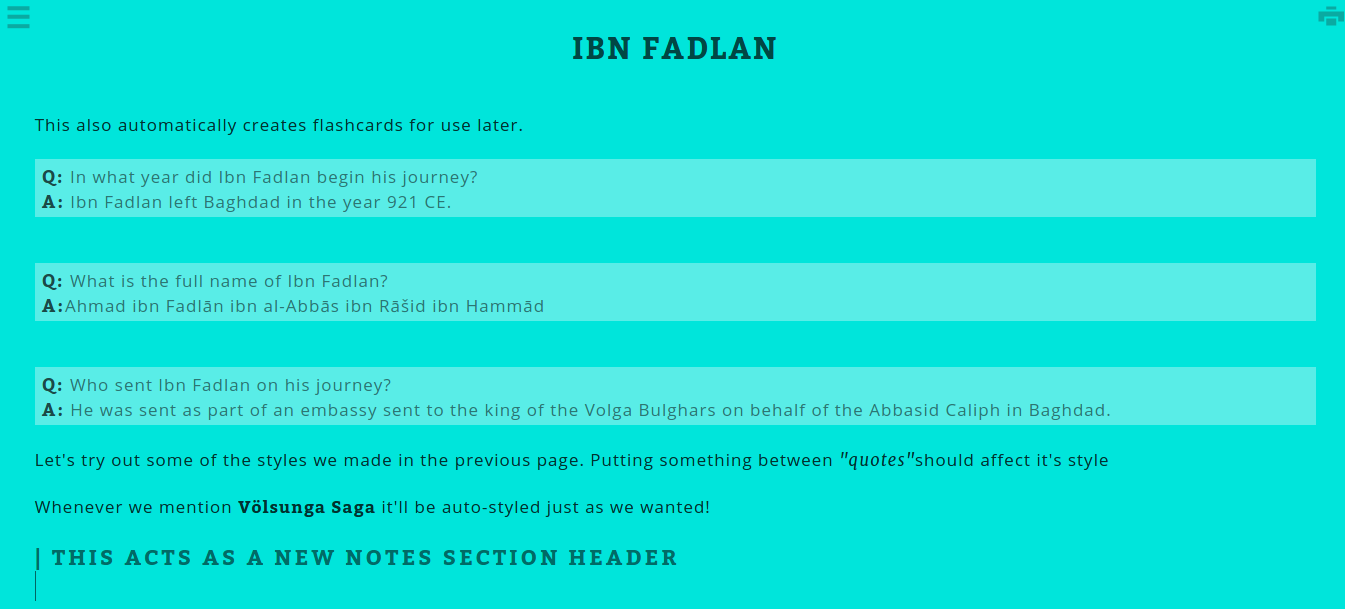 IBN FADLAN
This also automatically creates flashcards for use later.
Q: In what year did Ibn Fadlan begin his journey?
A: Ibn Fadlan left Baghdad in the year 921 CE.
Q: What is the full name of Ibn Fadlan?
A:Ahmad ibn Fadlān ibn al-Abbās ibn Rāšid ibn Hammād
Q: Who sent Ibn Fadlan on his journey?
A: He was sent as part of an embassy sent to the king of the Volga Bulghars on behalf of the Abbasid Caliph in Baghdad.
Let's try out some of the styles we made in the previous page. Putting something between "quotes"should affect it's style
Whenever we mention Völsunga Saga it'll be auto-styled just as we wanted!
| THIS ACTS AS A NEW NOTES SECTION HEADER